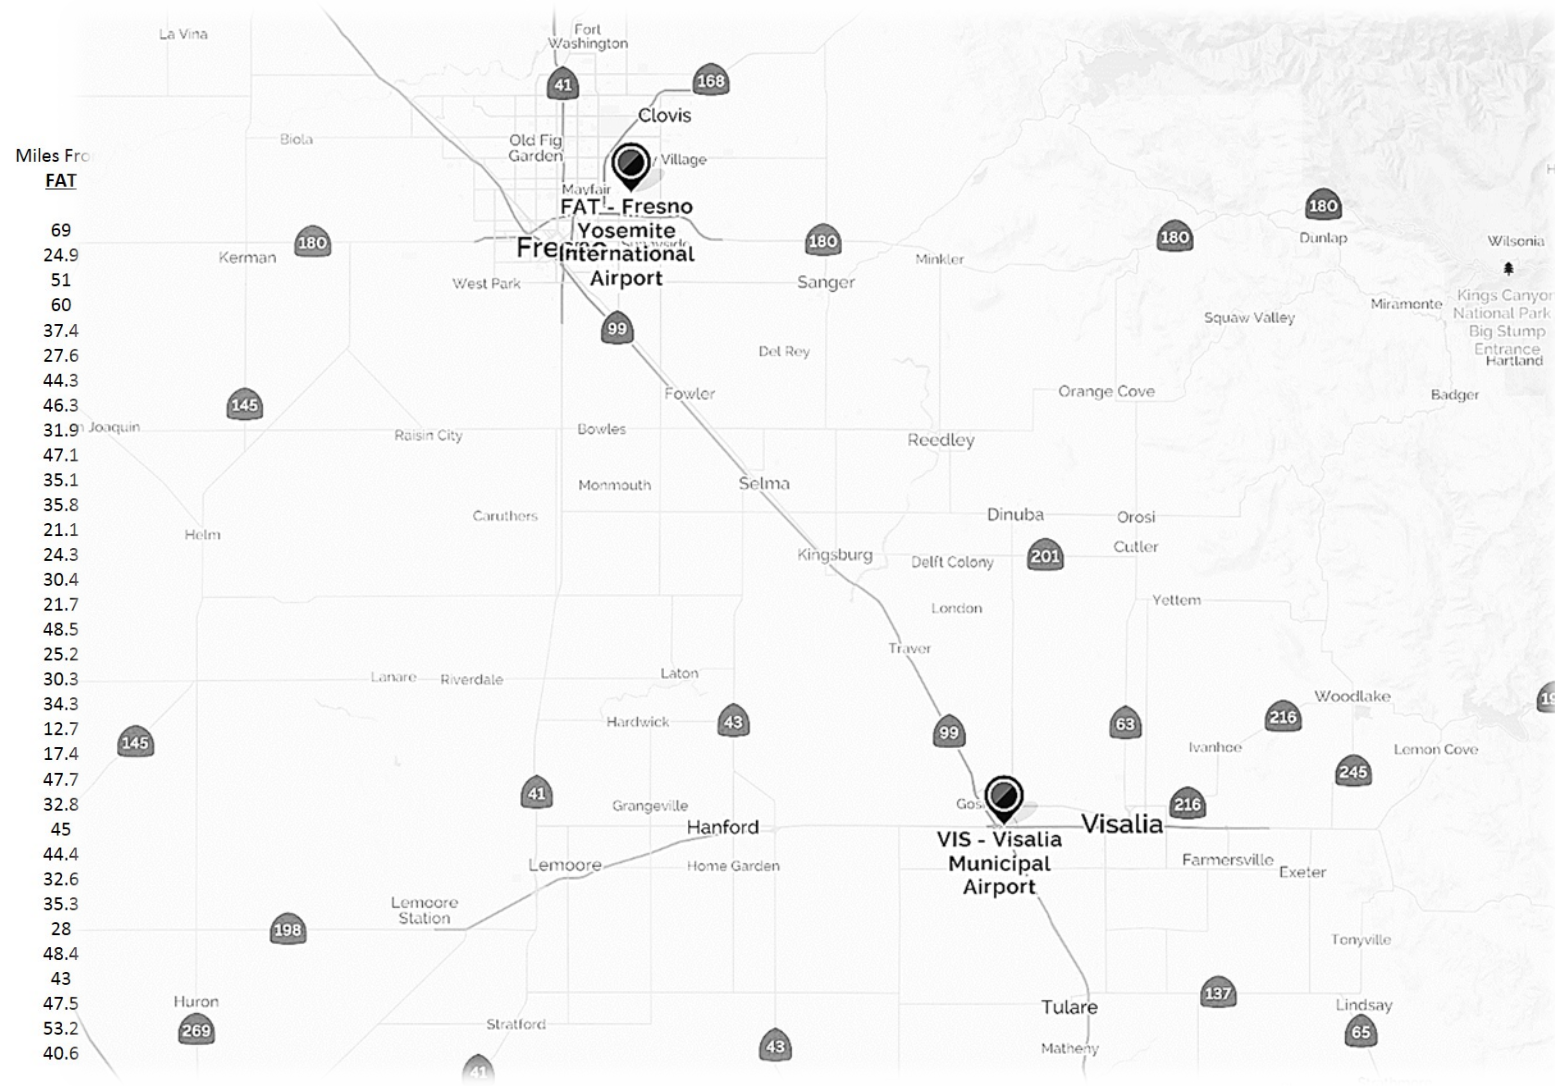 La Vina
Fort
Washington
41
168
Clovis
Biola
Old Fig
Garden
Miles Fro
FAT
Village
Mayfair
FAT - Fresno
Yosemite
International
Airport
Fresno
69
24.9
51
60
37.4
27.6
44.3
46.3
31.9
47.1
35.1
35.8
21.1
24.3
30.4
21.7
48.5
25.2
30.3
34.3
12.7
17.4
47.7
32.8
45
44.4
32.6
35.3
28
48.4
43
47.5
53.2
40.6
180
Kerman
180
Sunnyside
180
180
Dunlap
Wilsonia
West Park
Sanger
Minkler
Kings Canyon
National Park
Big Stump
Entrance
Hartland
Miramonte
Squaw Valley
99
Del Rey
Fowler
Orange Cove
Badger
145
n Joaquin
Raisin City
Bowles
Reedley
Monmouth
Selma
Caruthers
Dinuba
Orosi
Helm
Kingsburg
Delft Colony
201
Cutler
London
Yettem
Traver
Lanare
Riverdale
Laton
Woodlake
Hardwick
43
99
63
216
19
145
Ivanhoe
Lemon Cove
245
41
Grangeville
Gos
216
Hanford
Visalia
VIS - Visalia
Municipal
Airport
Lemoore
Home Garden
Farmersville
Exeter
Lemoore
Station
198
Tonyville
137
Huron
269
Stratford
Tulare
Lindsay
65
43
Matheny
41